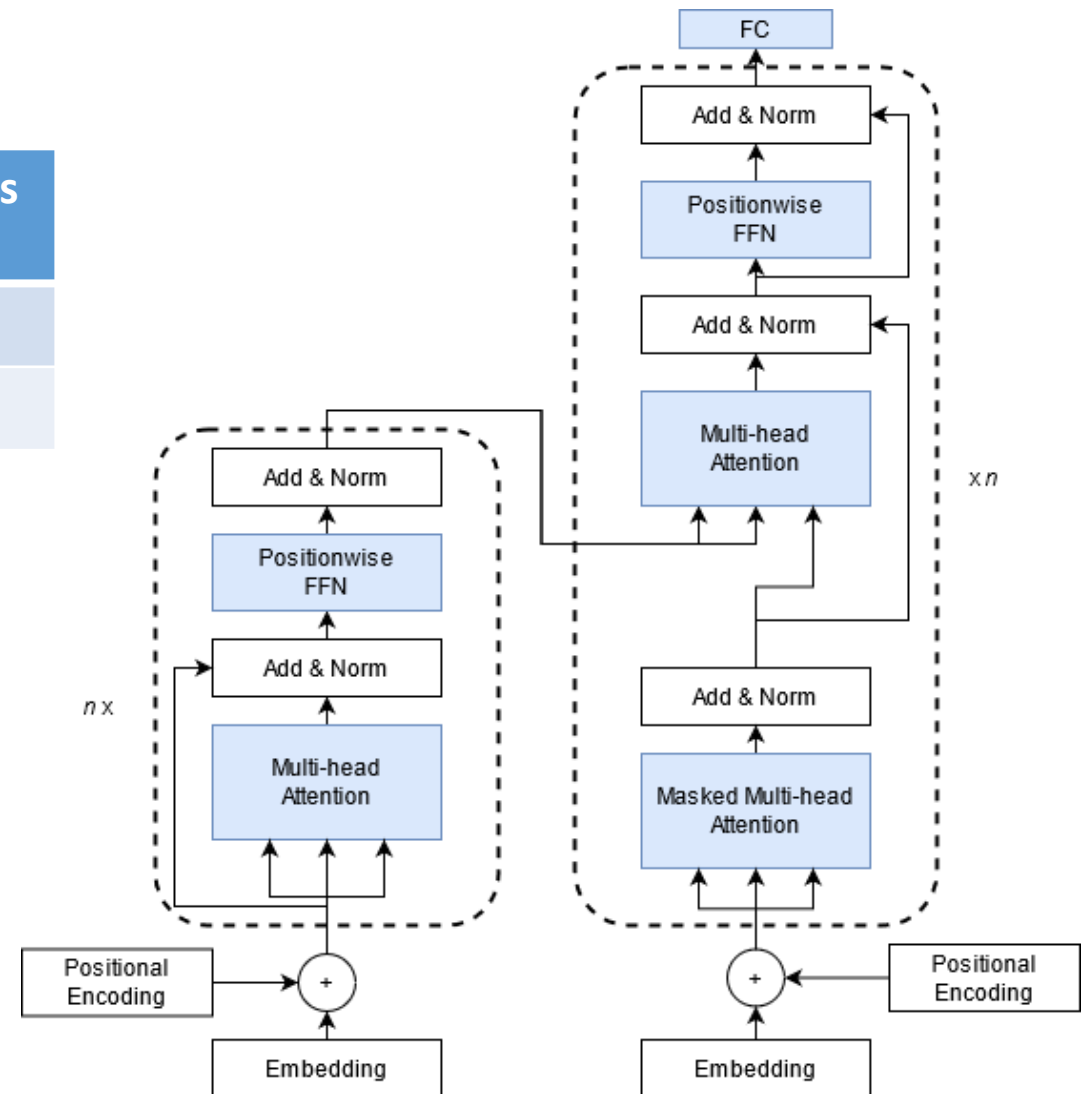 s
FC
Add & Norm
Positionwise
FFN
Add & Norm
Multi-head
Attention
x n
Add & Norm
Masked Multi-head
Attention
Positional
Encoding
+
Embedding
Add & Norm
Positionwise
FFN
Add & Norm
n x
Multi-head
Attention
Positional
Encoding
+
Embedding